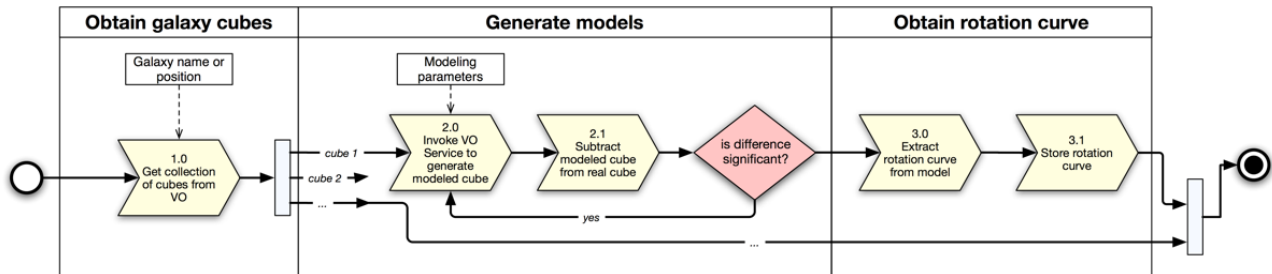 Obtain galaxy cubes
Generate models
Obtain rotation curve
Galaxy name or
position
Modeling
parameters
1.0
Get collection
of cubes from
VO
cube 1
cube 2
...
2.0
Invoke VO
Service to
generate
modeled cube
2.1
Subtract
modeled cube
from real cube
is difference
significant?
yes
...
3.0
Extract
rotation curve
from model
3.1
Store rotation
curve